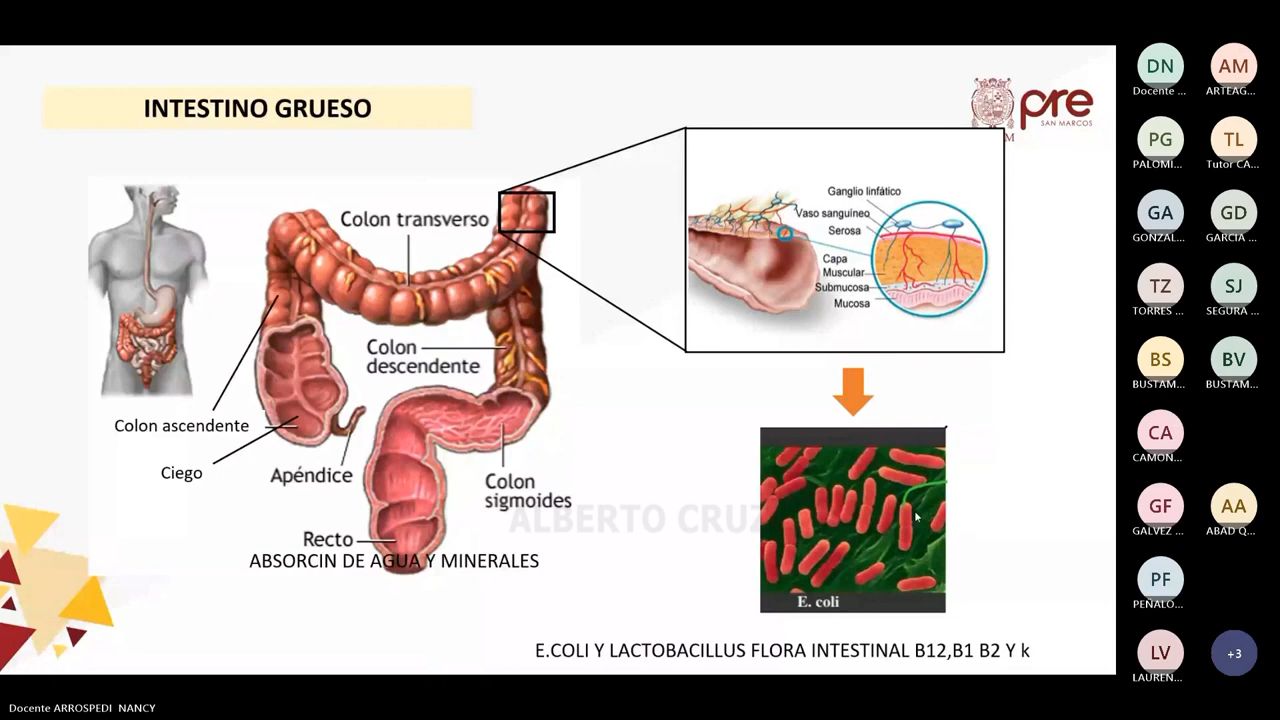 INTESTINO GRUESO
pre
SAN MARCOS
M
Colon transverso
Colon
descendente
Colon ascendente
Ciego
Apéndice
Colon
sigmoides
Recto
ABSORCIN DE AGUA Y MINERALES
Ganglio linfático
Vaso sanguíneo
Serosa
Capa
Muscular
Submucosa
Mucosa
ALBERTO CRUZ
E. coli
E.COLI Y LACTOBACILLUS FLORA INTESTINAL B12,B1 B2 Y k
DN
Docente ...
AM
ARTEAG...
PG
PALOMI...
TL
Tutor CA...
GA
GONZAL...
GD
GARCIA ...
TZ
TORRES ...
SJ
SEGURA ...
BS
BUSTAM...
BV
BUSTAM...
CA
CAMON...
GF
GALVEZ ...
AA
ABAD Q...
PF
PEÑALO...
LV
LAUREN...
+3
Docente ARROSPEDI NANCY